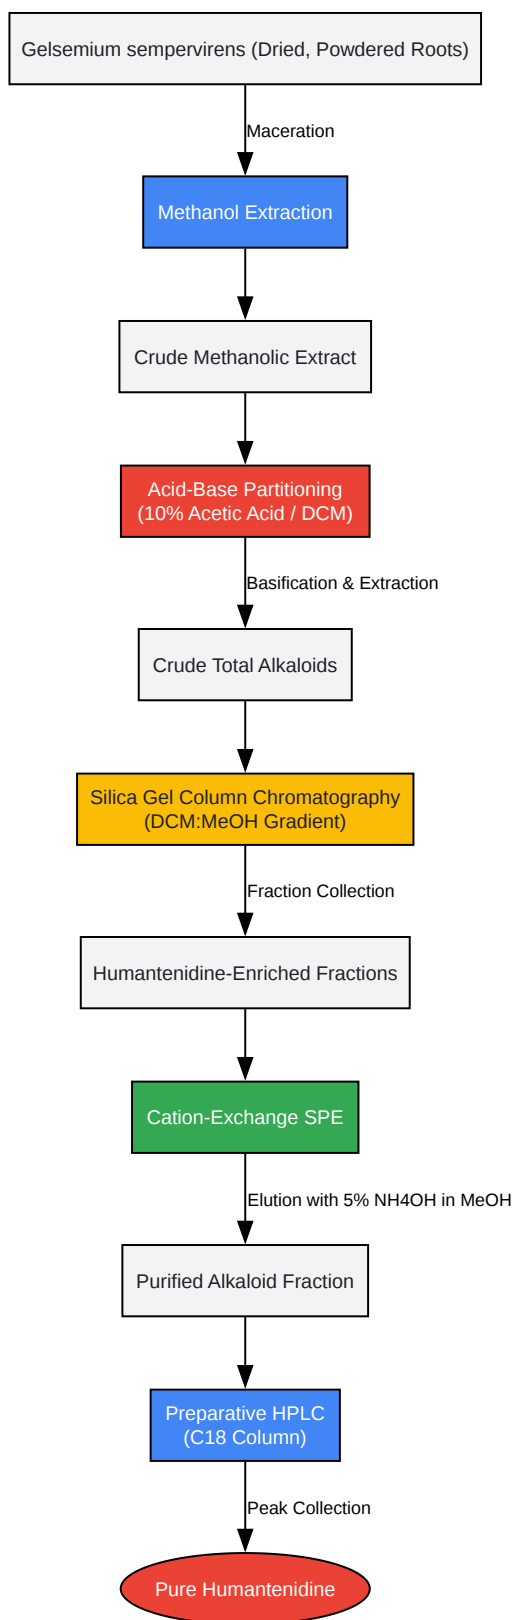 Gelsemium sempervirens (Dried, Powdered Roots)
Maceration
Methanol Extraction
Crude Methanolic Extract
Acid-Base Partitioning
(10% Acetic Acid / DCM)
Basification & Extraction
Crude Total Alkaloids
Silica Gel Column Chromatography
(DCM:MeOH Gradient)
Fraction Collection
Humantenidine-Enriched Fractions
Cation-Exchange SPE
Elution with 5% NH4OH in MeOH
Purified Alkaloid Fraction
Preparative HPLC
(C18 Column)
Peak Collection
Pure Humantenidine